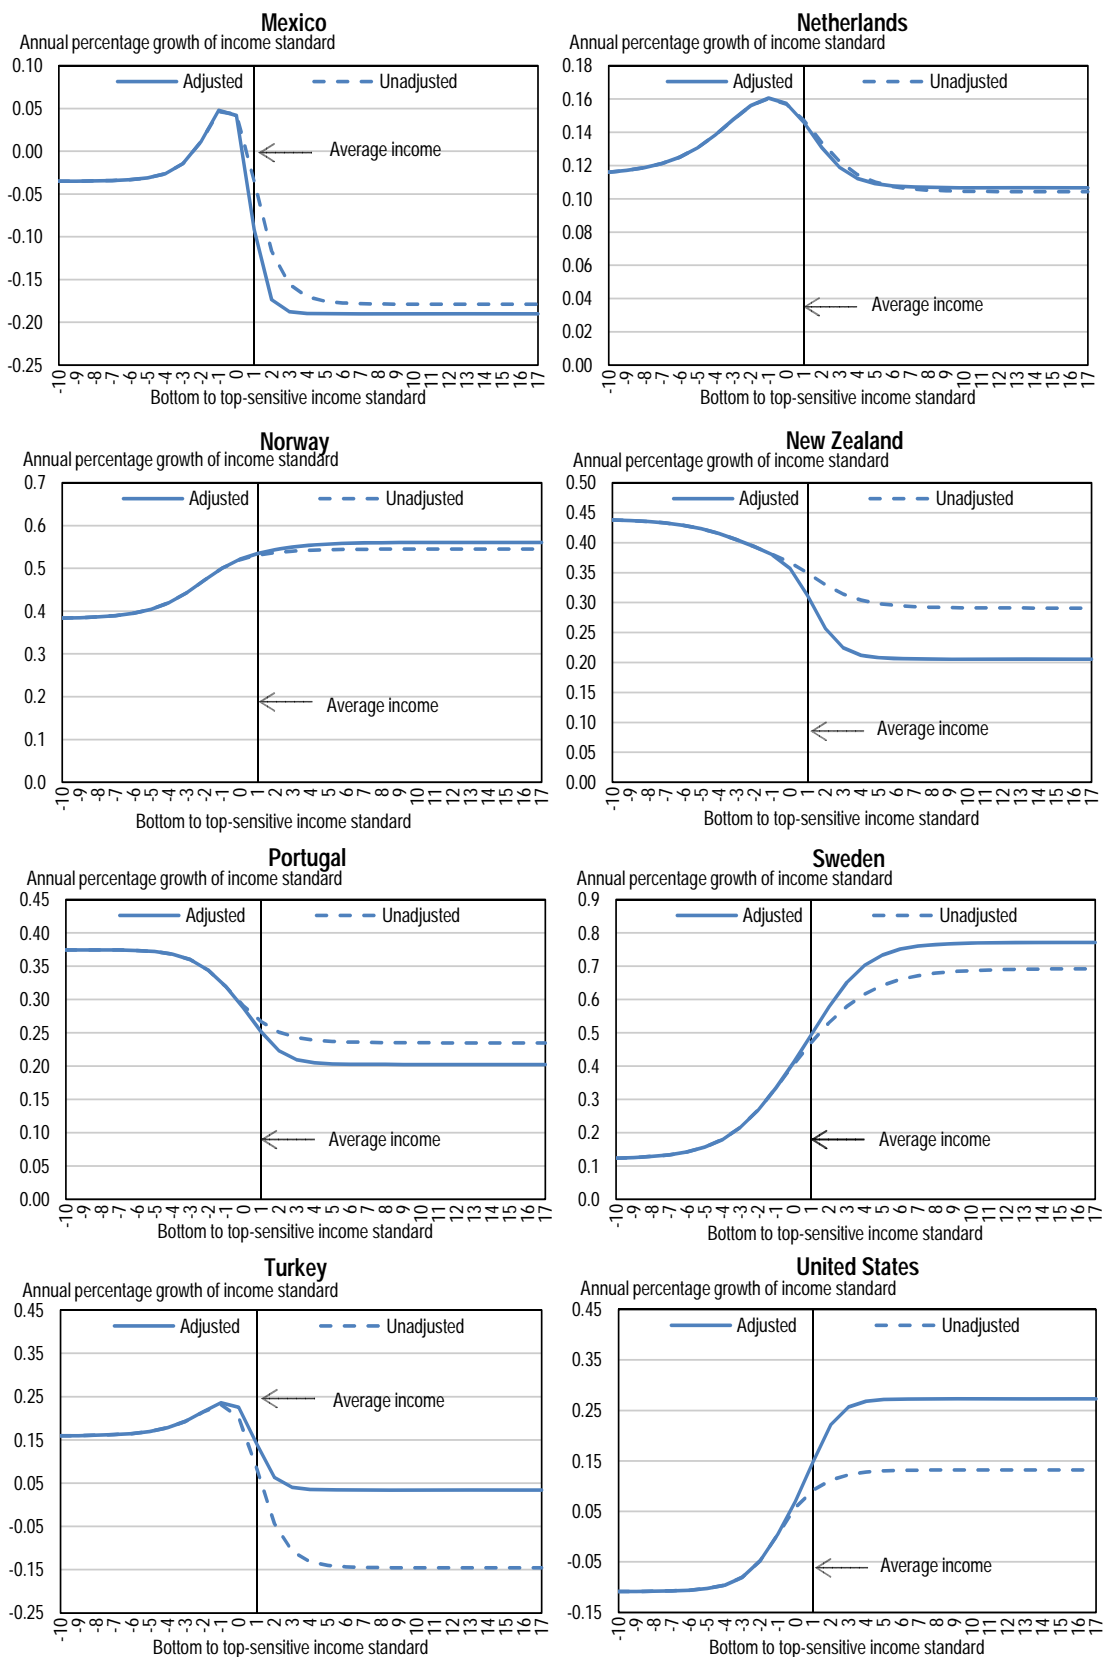 Mexico
Annual percentage growth of income standard
Adjusted
Unadjusted
Average income
0.10
0.05
0.00
-0.05
-0.10
-0.15
-0.20
-0.25
-10 -9 -8 -7 -6 -5 -4 -3 -2 -1 0 1 2 3 4 5 6 7 8 9 10 11 12 13 14 15 16 17
Bottom to top-sensitive income standard
Netherlands
Annual percentage growth of income standard
Adjusted
Unadjusted
0.18
0.16
0.14
0.12
0.10
0.08
0.06
0.04
0.02
0.00
Average income
-10 -9 -8 -7 -6 -5 -4 -3 -2 -1 0 1 2 3 4 5 6 7 8 9 10 11 12 13 14 15 16 17
Bottom to top-sensitive income standard
Norway
Annual percentage growth of income standard
Adjusted
Unadjusted
0.7
0.6
0.5
0.4
0.3
0.2
0.1
0.0
Average income
-10 -9 -8 -7 -6 -5 -4 -3 -2 -1 0 1 2 3 4 5 6 7 8 9 10 11 12 13 14 15 16 17
Bottom to top-sensitive income standard
New Zealand
Annual percentage growth of income standard
Adjusted
Unadjusted
0.50
0.45
0.40
0.35
0.30
0.25
0.20
0.15
0.10
0.05
0.00
Average income
-10 -9 -8 -7 -6 -5 -4 -3 -2 -1 0 1 2 3 4 5 6 7 8 9 10 11 12 13 14 15 16 17
Bottom to top-sensitive income standard
Portugal
Annual percentage growth of income standard
Adjusted
Unadjusted
0.45
0.40
0.35
0.30
0.25
0.20
0.15
0.10
0.05
0.00
Average income
-10 -9 -8 -7 -6 -5 -4 -3 -2 -1 0 1 2 3 4 5 6 7 8 9 10 11 12 13 14 15 16 17
Bottom to top-sensitive income standard
Sweden
Annual percentage growth of income standard
Adjusted
Unadjusted
0.9
0.8
0.7
0.6
0.5
0.4
0.3
0.2
0.1
0.0
Average income
-10 -9 -8 -7 -6 -5 -4 -3 -2 -1 0 1 2 3 4 5 6 7 8 9 10 11 12 13 14 15 16 17
Bottom to top-sensitive income standard
Turkey
Annual percentage growth of income standard
Adjusted
Unadjusted
0.45
0.35
0.25
0.15
0.05
-0.05
-0.15
-0.25
Average income
-10 -9 -8 -7 -6 -5 -4 -3 -2 -1 0 1 2 3 4 5 6 7 8 9 10 11 12 13 14 15 16 17
Bottom to top-sensitive income standard
United States
Annual percentage growth of income standard
Adjusted
Unadjusted
0.45
0.35
0.25
0.15
0.05
-0.05
-0.15
Average income
-10 -9 -8 -7 -6 -5 -4 -3 -2 -1 0 1 2 3 4 5 6 7 8 9 10 11 12 13 14 15 16 17
Bottom to top-sensitive income standard